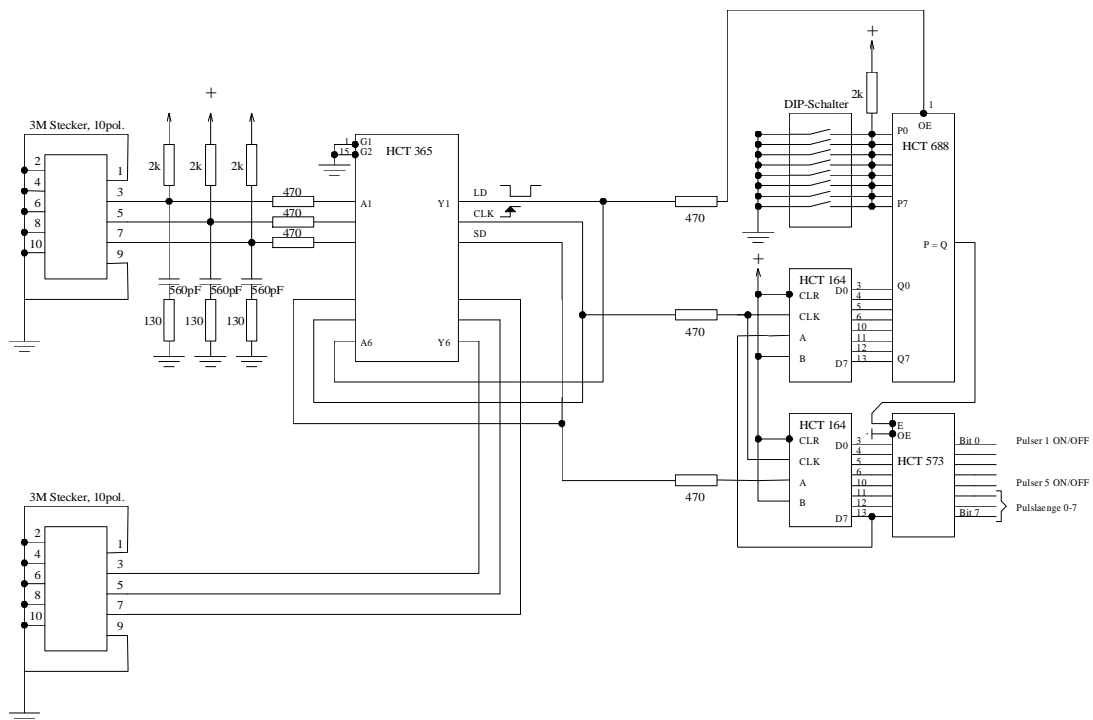 3M Stecker, 10pol.
2
4
6
8
10
1
3
5
7
9
+
2k
2k
2k
470
470
470
560pF
560pF
560pF
130
130
130
1
G1
15
G2
HCT 365
A1
Y1
A6
Y6
LD
CLK
SD
470
470
470
+
2k
DIP-Schalter
1
OE
HCT 688
P0
P7
P = Q
Q0
Q7
+
HCT 164
CLR
CLK
A
B
D0
D7
3
4
5
6
10
11
12
13
HCT 164
CLR
CLK
A
B
D0
D7
3
4
5
6
10
11
12
13
E
OE
HCT 573
Bit 0
Bit 7
Pulser 1 ON/OFF
Pulser 5 ON/OFF
Pulslaenge 0-7
3M Stecker, 10pol.
2
4
6
8
10
1
3
5
7
9